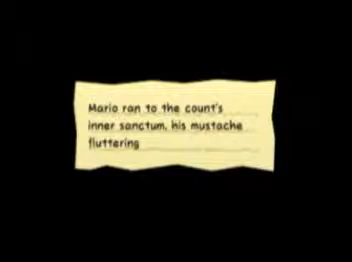 Mario ran to the count's
inner sanctum, his mustache
fluttering